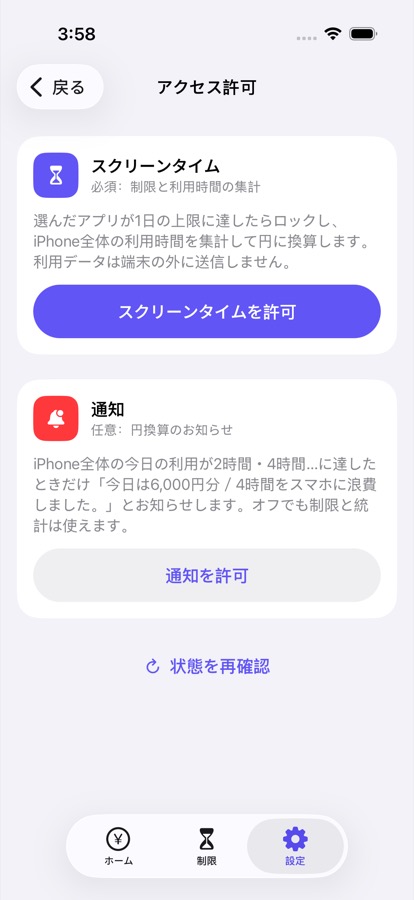 3:58
戻る
アクセス許可
スクリーンタイム
必須: 制限と利用時間の集計
選んだアプリが1日の上限に達したらロックし、
iPhone全体の利用時間を集計して円に換算します。
利用データは端末の外に送信しません。
スクリーンタイムを許可
通知
任意: 円換算のお知らせ
iPhone全体の今日の利用が2時間・4時間...に達した
ときだけ「今日は6,000円分 / 4時間をスマホに浪費
しました。」とお知らせします。オフでも制限と統
計は使えます。
通知を許可
状態を再確認
¥
ホーム
制限
設定